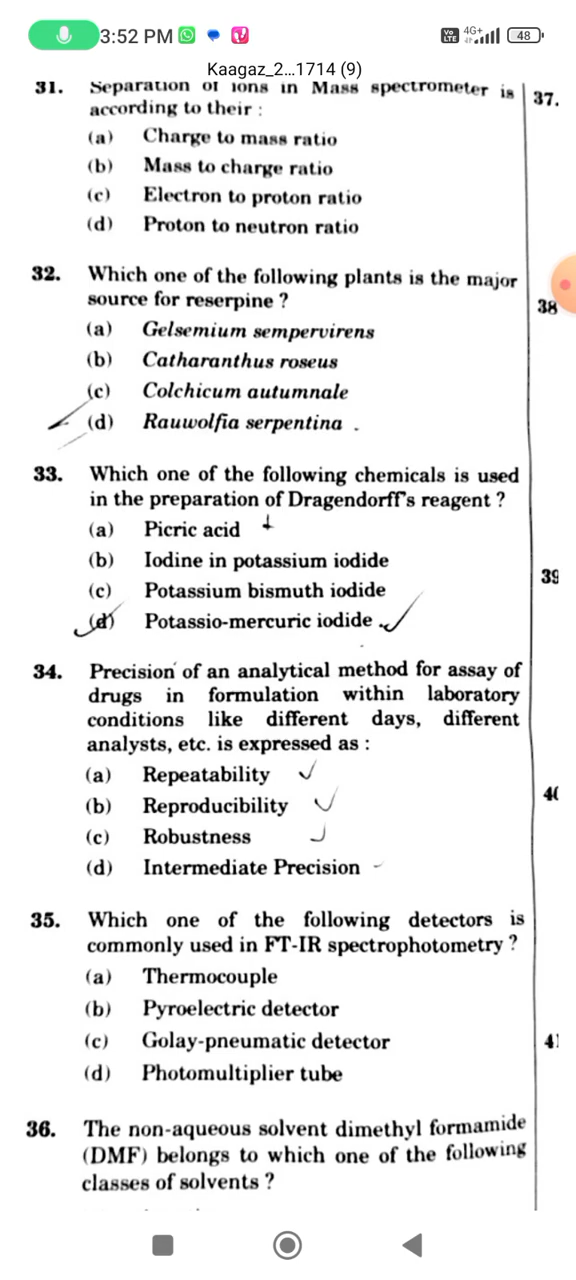 3:52 PM
Vo LTE 4G+ 48
Kaagaz_2...1714 (9)
31. Separation of ions in Mass spectrometer is
according to their :
(a) Charge to mass ratio
(b) Mass to charge ratio
(c) Electron to proton ratio
(d) Proton to neutron ratio
32. Which one of the following plants is the major
source for reserpine ?
(a) Gelsemium sempervirens
(b) Catharanthus roseus
(c) Colchicum autumnale
(d) Rauwolfia serpentina .
33. Which one of the following chemicals is used
in the preparation of Dragendorff's reagent ?
(a) Picric acid
(b) Iodine in potassium iodide
(c) Potassium bismuth iodide
(d) Potassio-mercuric iodide
34. Precision of an analytical method for assay of
drugs in formulation within laboratory
conditions like different days, different
analysts, etc. is expressed as :
(a) Repeatability
(b) Reproducibility
(c) Robustness
(d) Intermediate Precision
35. Which one of the following detectors is
commonly used in FT-IR spectrophotometry ?
(a) Thermocouple
(b) Pyroelectric detector
(c) Golay-pneumatic detector
(d) Photomultiplier tube
36. The non-aqueous solvent dimethyl formamide
(DMF) belongs to which one of the following
classes of solvents ?
37.
38